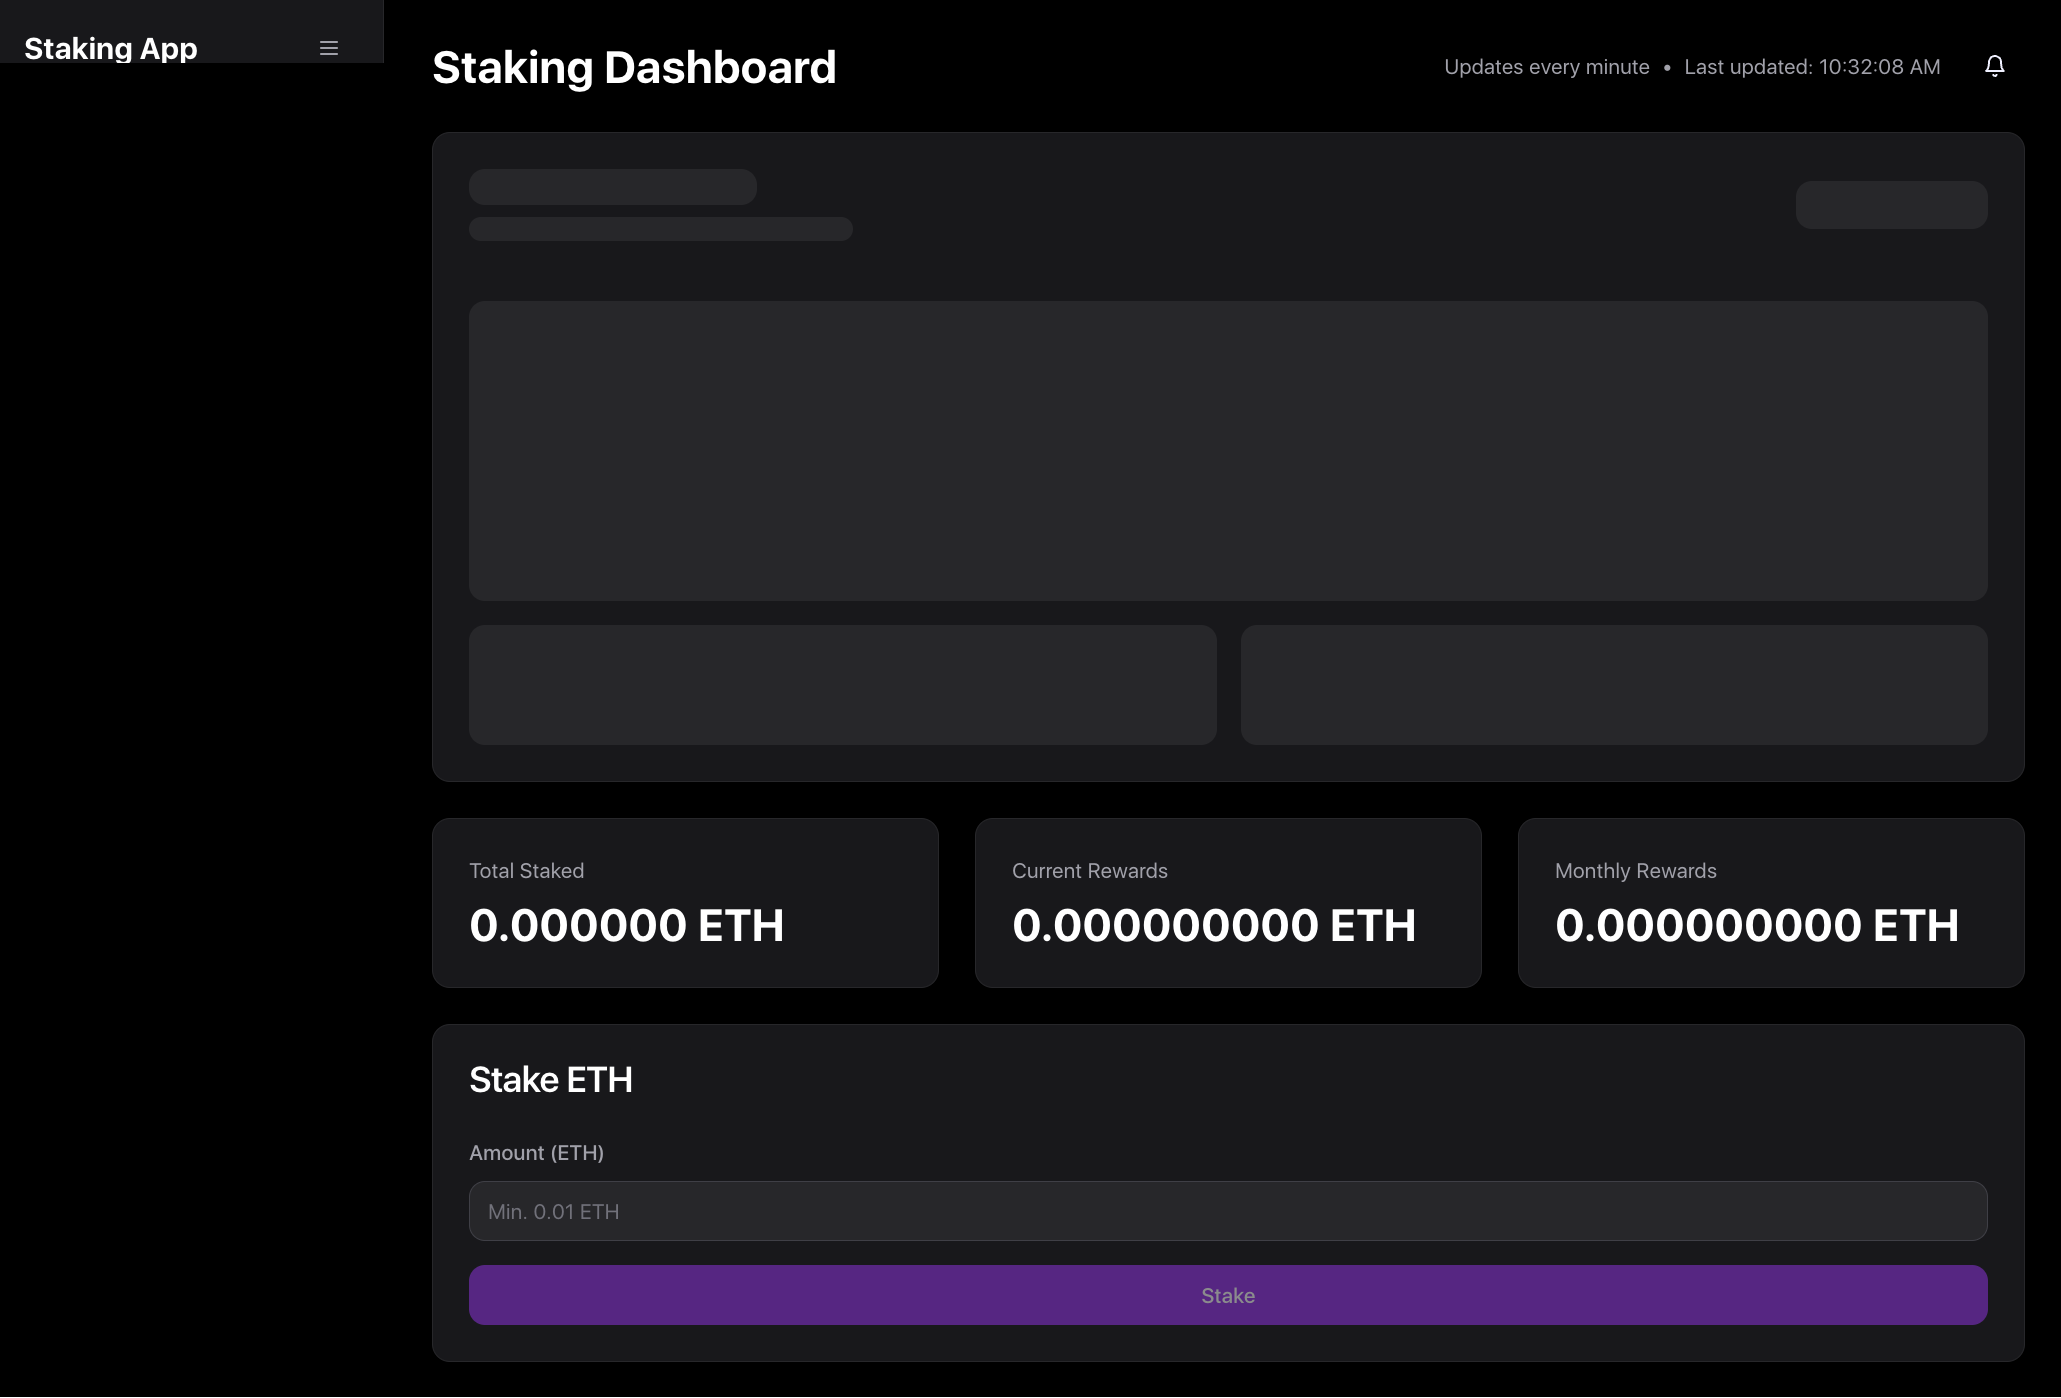 Staking App
Staking Dashboard
Updates every minute • Last updated: 10:32:08 AM
Total Staked
0.000000 ETH
Current Rewards
0.000000000 ETH
Monthly Rewards
0.000000000 ETH
Stake ETH
Amount (ETH)
Min. 0.01 ETH
Stake